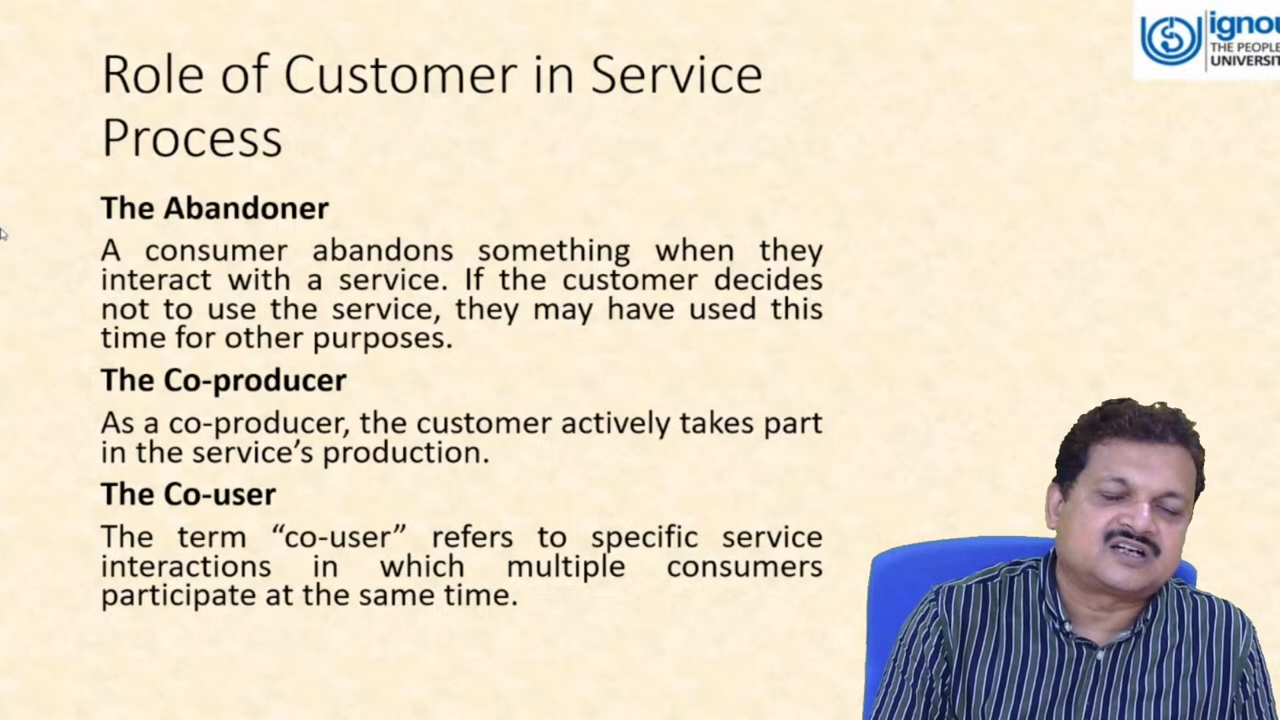 Role of Customer in Service
Process
The Abandoner
A consumer abandons something when they
interact with a service. If the customer decides
not to use the service, they may have used this
time for other purposes.
The Co-producer
As a co-producer, the customer actively takes part
in the service’s production.
The Co-user
The term “co-user” refers to specific service
interactions in which multiple consumers
participate at the same time.
ignou
THE PEOPLE
UNIVERSIT